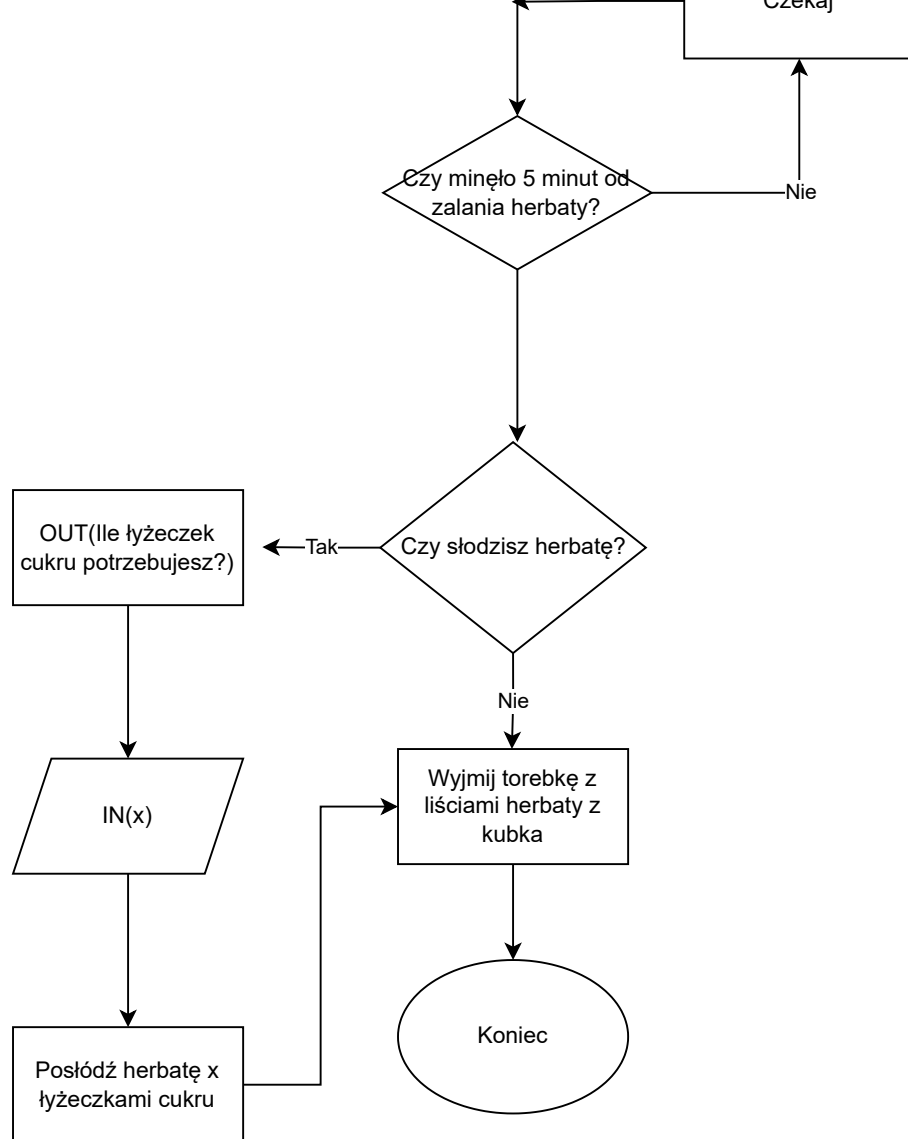 Czekaj
Czy minęło 5 minut od
zalania herbaty?
Nie
Czy słodzisz herbatę?
Tak
OUT(Ile łyżeczek
cukru potrzebujesz?)
Nie
IN(x)
Wyjmij torebkę z
liściami herbaty z
kubka
Koniec
Posłódź herbatę x
łyżeczkami cukru